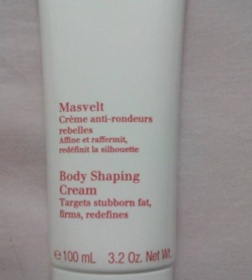 Masvelt
Crème anti-rondeurs
rebelles
Affine et raffermit,
redéfinit la silhouette
Body Shaping
Cream
Targets stubborn fat,
firms, redefines
e 100 mL 3.2 Oz. Net Wt.